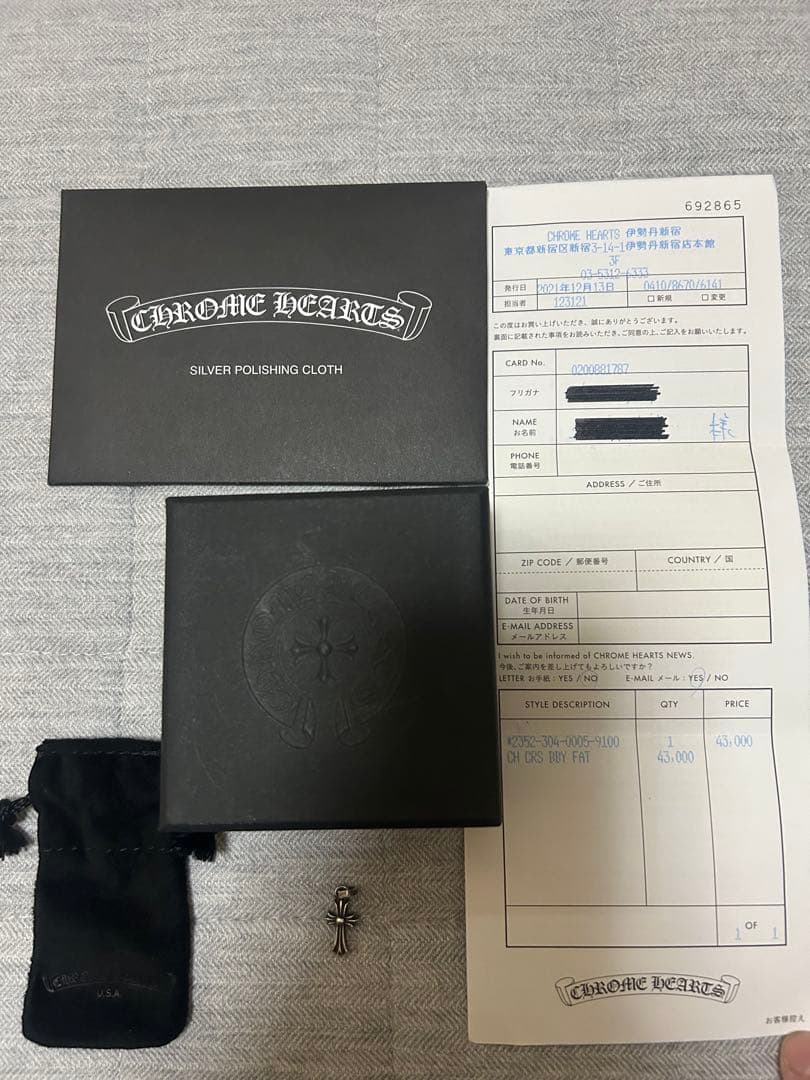 CHROME HEARTS
SILVER POLISHING CLOTH
692865
CHROME HEARTS 伊勢丹新宿
東京都新宿区新宿3-14-1伊勢丹新宿店本館
3F
03-5312-6333
発行日 2021年12月13日 0410/8670/6141
担当者 123121 □ 新規 □ 変更
この度はお買い上げいただき、誠にありがとうございます。
裏面に記載された事項をお読みいただき、ご同意の上、ご記入をお願いいたします。
CARD No. 0200881787
フリガナ
NAME
お名前 様
PHONE
電話番号
ADDRESS / ご住所
ZIP CODE / 郵便番号 COUNTRY / 国
DATE OF BIRTH
生年月日
E-MAIL ADDRESS
メールアドレス
I wish to be informed of CHROME HEARTS NEWS.
今後、ご案内を差し上げてもよろしいですか?
LETTER お手紙 : YES / NO E-MAIL メール : YES / NO
STYLE DESCRIPTION QTY PRICE
*2352-304-0005-9100 1 43,000
CH CRS BBY FAT 43,000
1 OF 1
CHROME HEARTS
お客様控え
CHROME HEARTS
U.S.A.